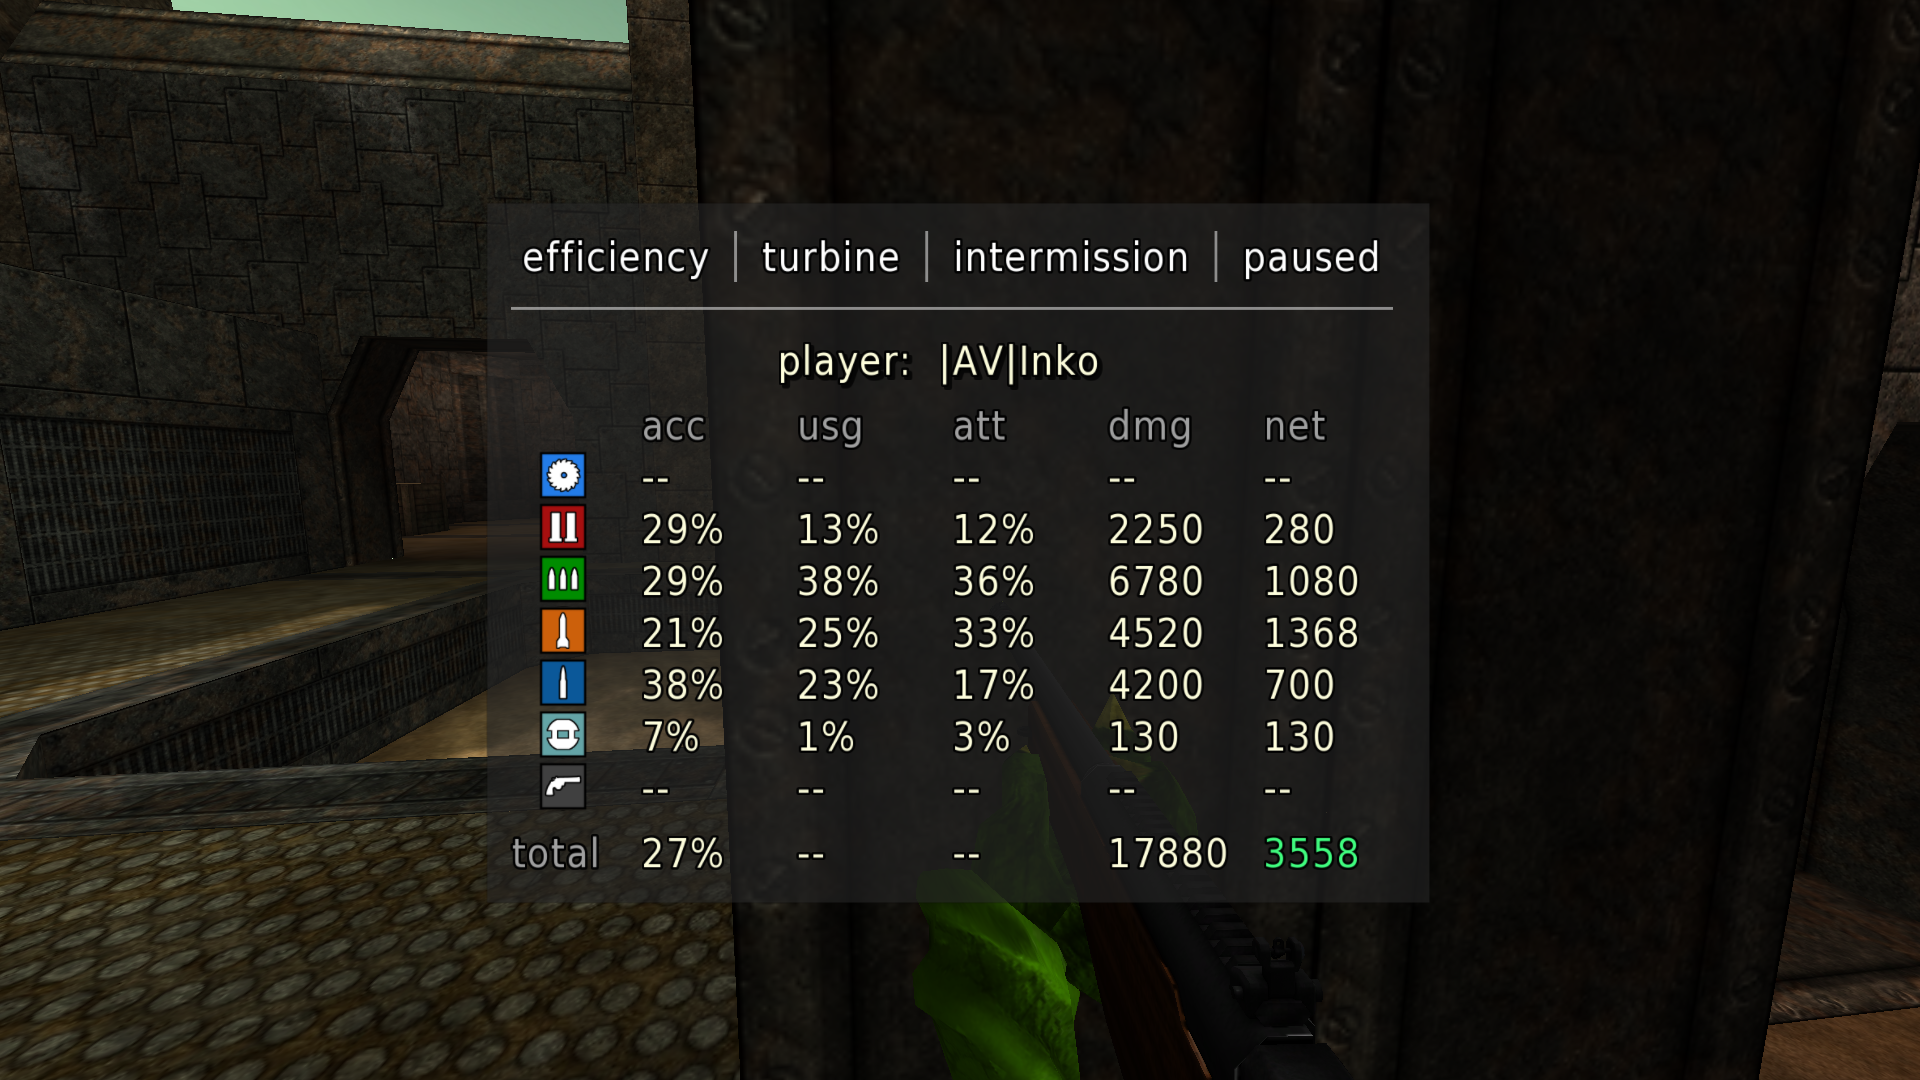 efficiency | turbine | intermission | paused
player: |AV|Inko
acc usg att dmg net
-- -- -- -- --
29% 13% 12% 2250 280
29% 38% 36% 6780 1080
21% 25% 33% 4520 1368
38% 23% 17% 4200 700
7% 1% 3% 130 130
-- -- -- -- --
total 27% -- -- 17880 3558